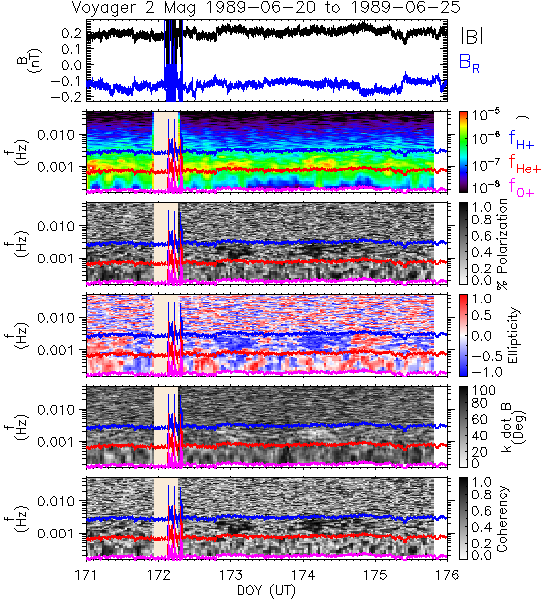 Voyager 2 Mag 1989-06-20 to 1989-06-25
0.2
0.1
0.0
-0.1
-0.2
B
(nT)
|B|
B_R
0.010
0.001
f
(Hz)
10^-5
10^-6
10^-7
10^-8
)
f_H+
f_He+
f_O+
0.010
0.001
f
(Hz)
1.0
0.8
0.6
0.4
0.2
0.0
% Polarization
0.010
0.001
f
(Hz)
1.0
0.5
0.0
-0.5
-1.0
Ellipticity
0.010
0.001
f
(Hz)
100
80
60
40
20
0
k dot B
(Deg)
0.010
0.001
f
(Hz)
1.0
0.8
0.6
0.4
0.2
0.0
Coherency
171 172 173 174 175 176
DOY (UT)